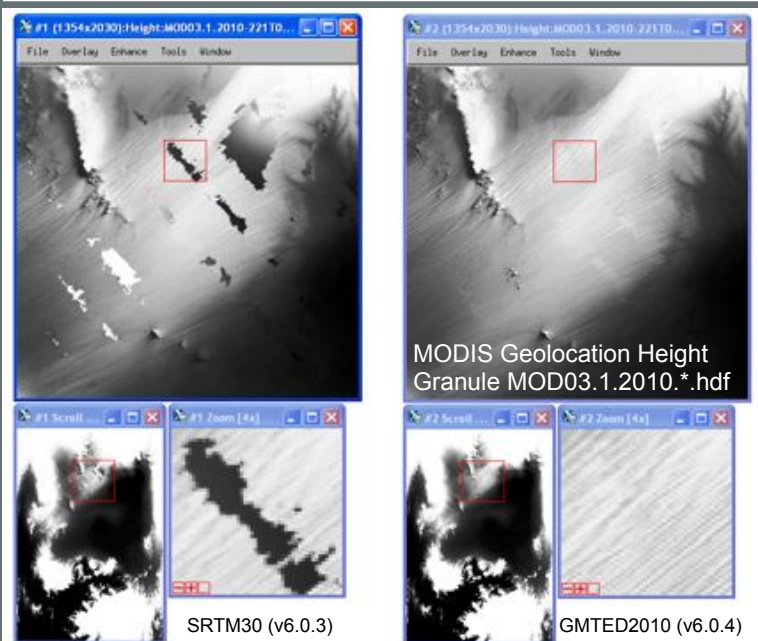 #1 (1354x2030):Height:MOD03.1.2010-221T0...
File Overlay Enhance Tools Window
#2 (1354x2030):Height:MOD03.1.2010-221T0...
File Overlay Enhance Tools Window
MODIS Geolocation Height
Granule MOD03.1.2010.*.hdf
#1 Scroll ...
#1 Zoom [4x]
#2 Scroll ...
#2 Zoom [4x]
SRTM30 (v6.0.3)
GMTED2010 (v6.0.4)